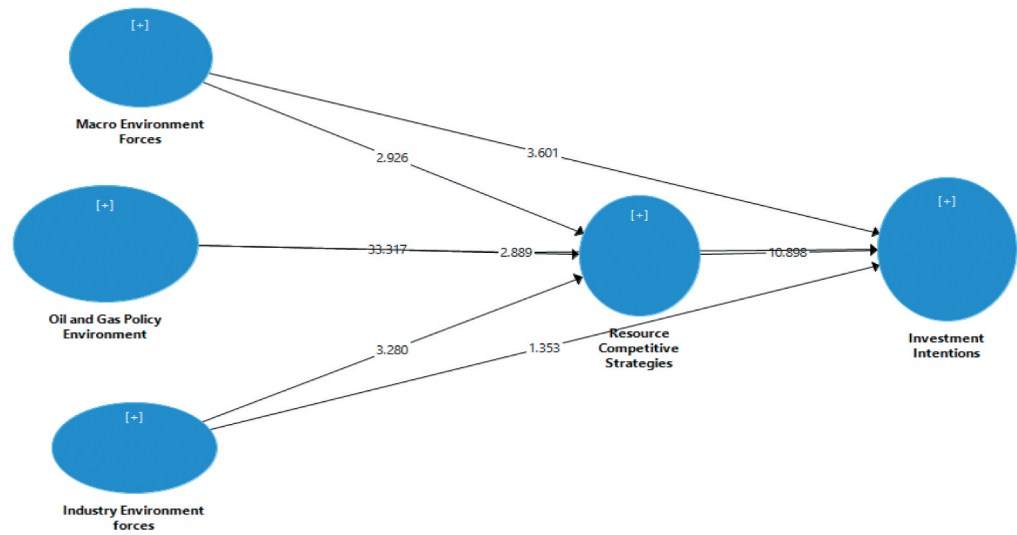 [+]
Macro Environment
Forces
3.601
2.926
[+]
[+]
[+]
33.317
2.889
10.898
Oil and Gas Policy
Environment
Resource
Competitive
Strategies
Investment
Intentions
3.280
1.353
[+]
Industry Environment
forces